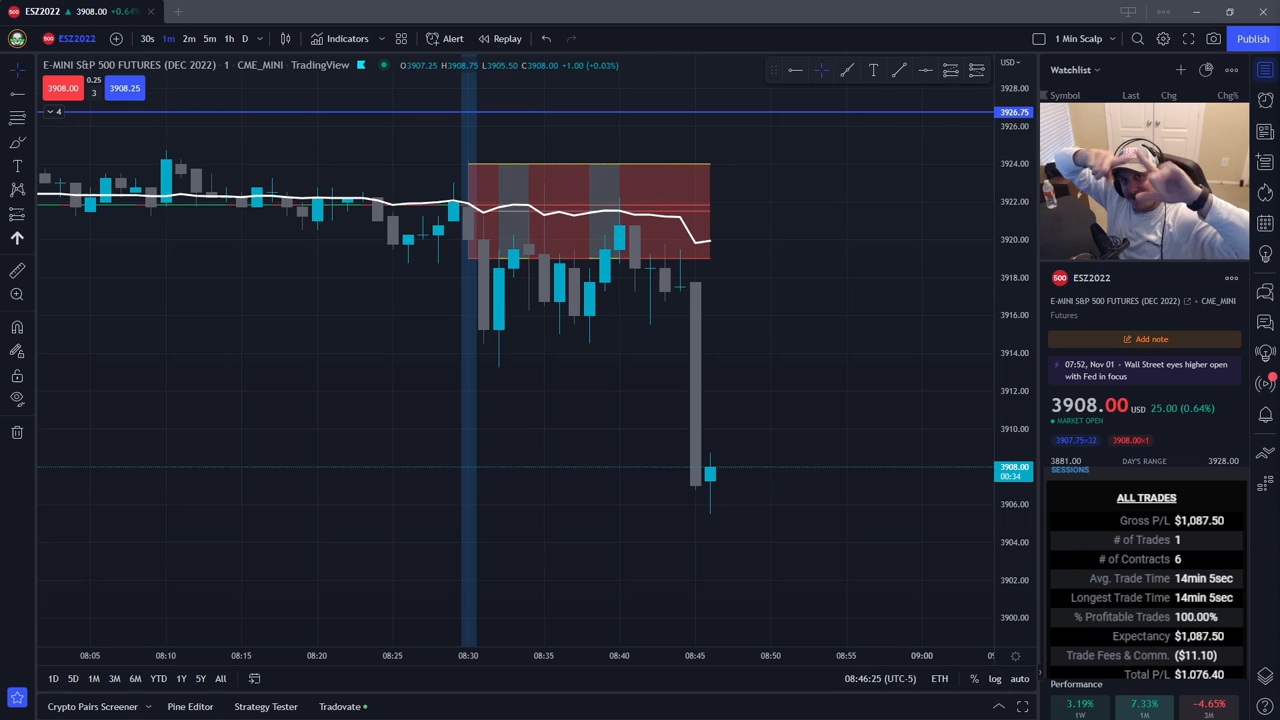 ESZ2022 ▲ 3908.00 +0.64%
500 ESZ2022 30s 1m 2m 5m 1h D Indicators Alert Replay 1 Min Scalp Publish
E-MINI S&P 500 FUTURES (DEC 2022) · 1 · CME_MINI · TradingView O3907.25 H3908.75 L3905.50 C3908.00 +1.00 (+0.03%)
3908.00 0.25 3 3908.25
4
USD
3928.00
3926.75
3926.00
3924.00
3922.00
3920.00
3918.00
3916.00
3914.00
3912.00
3910.00
3908.00
00:34
3906.00
3904.00
3902.00
3900.00
08:05 08:10 08:15 08:20 08:25 08:30 08:35 08:40 08:45 08:50 08:55 09:00
1D 5D 1M 3M 6M YTD 1Y 5Y All 08:46:25 (UTC-5) ETH % log auto
Crypto Pairs Screener Pine Editor Strategy Tester Tradovate
Watchlist
Symbol Last Chg Chg%
500 ESZ2022
E-MINI S&P 500 FUTURES (DEC 2022) • CME_MINI
Futures
Add note
07:52, Nov 01 • Wall Street eyes higher open
with Fed in focus
3908.00 USD 25.00 (0.64%)
MARKET OPEN
3907.75×32 3908.00×1
3881.00 DAY'S RANGE 3928.00
SESSIONS
ALL TRADES
Gross P/L $1,087.50
# of Trades 1
# of Contracts 6
Avg. Trade Time 14min 5sec
Longest Trade Time 14min 5sec
% Profitable Trades 100.00%
Expectancy $1,087.50
Trade Fees & Comm. ($11.10)
Total P/L $1,076.40
Performance
3.19% 7.33% -4.65%
1W 1M 3M